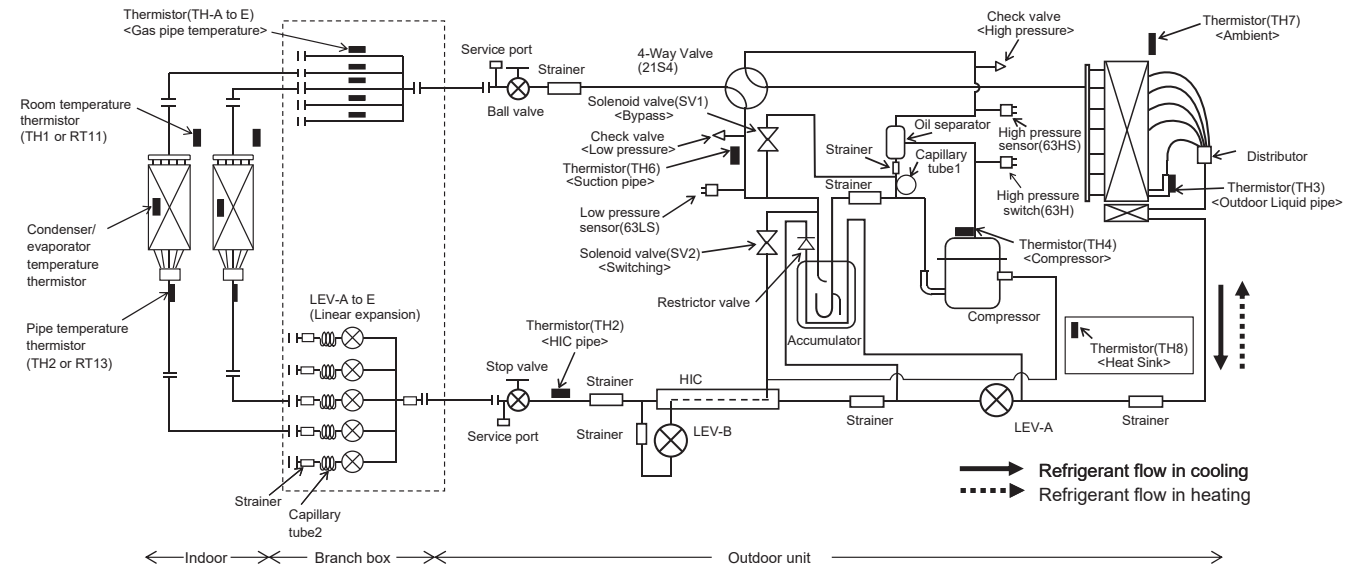 Thermistor(TH-A to E)
<Gas pipe temperature>
Service port
Strainer
Ball valve
4-Way Valve
(21S4)
Solenoid valve(SV1)
<Bypass>
Check valve
<Low pressure>
Thermistor(TH6)
<Suction pipe>
Low pressure
sensor(63LS)
Solenoid valve(SV2)
<Switching>
Restrictor valve
Check valve
<High pressure>
Thermistor(TH7)
<Ambient>
Oil separator
Strainer
Capillary
tube1
Strainer
High pressure
sensor(63HS)
High pressure
switch(63H)
Distributor
Thermistor(TH3)
<Outdoor Liquid pipe>
Thermistor(TH4)
<Compressor>
Compressor
Accumulator
Thermistor(TH8)
<Heat Sink>
Room temperature
thermistor
(TH1 or RT11)
Condenser/
evaporator
temperature
thermistor
Pipe temperature
thermistor
(TH2 or RT13)
LEV-A to E
(Linear expansion)
Thermistor(TH2)
<HIC pipe>
Stop valve
Strainer
HIC
Service port
Strainer
LEV-B
Strainer
LEV-A
Strainer
Strainer
Capillary
tube2
Refrigerant flow in cooling
Refrigerant flow in heating
Indoor
Branch box
Outdoor unit